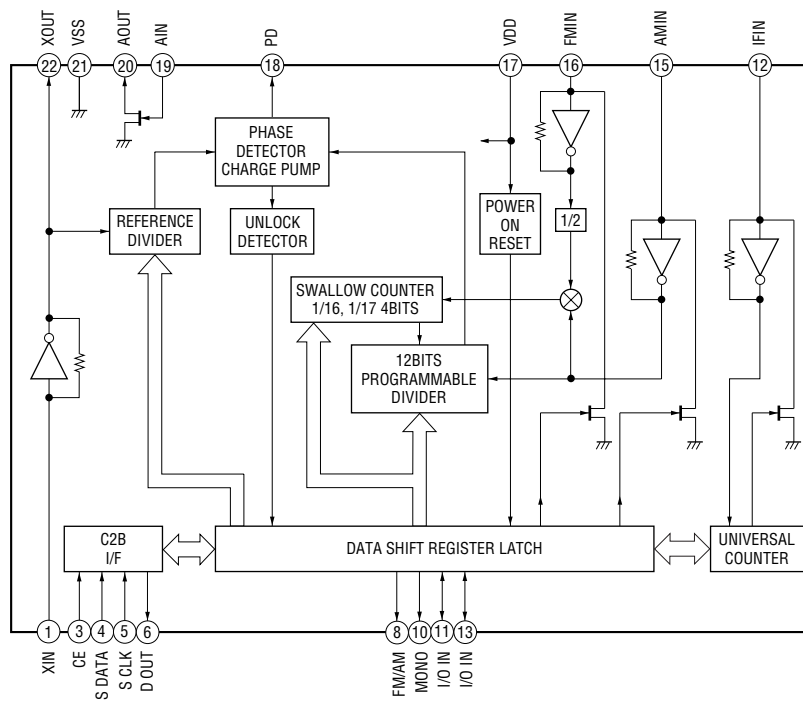 XOUT
VSS
AOUT
AIN
PD
VDD
FMIN
AMIN
IFIN
22
21
20
19
18
17
16
15
12
PHASE
DETECTOR
CHARGE PUMP
REFERENCE
DIVIDER
UNLOCK
DETECTOR
POWER
ON
RESET
1/2
SWALLOW COUNTER
1/16, 1/17 4BITS
12BITS
PROGRAMMABLE
DIVIDER
C2B
I/F
DATA SHIFT REGISTER LATCH
UNIVERSAL
COUNTER
1
3
4
5
6
8
10
11
13
XIN
CE
S DATA
S CLK
D OUT
FM/AM
MONO
I/O IN
I/O IN